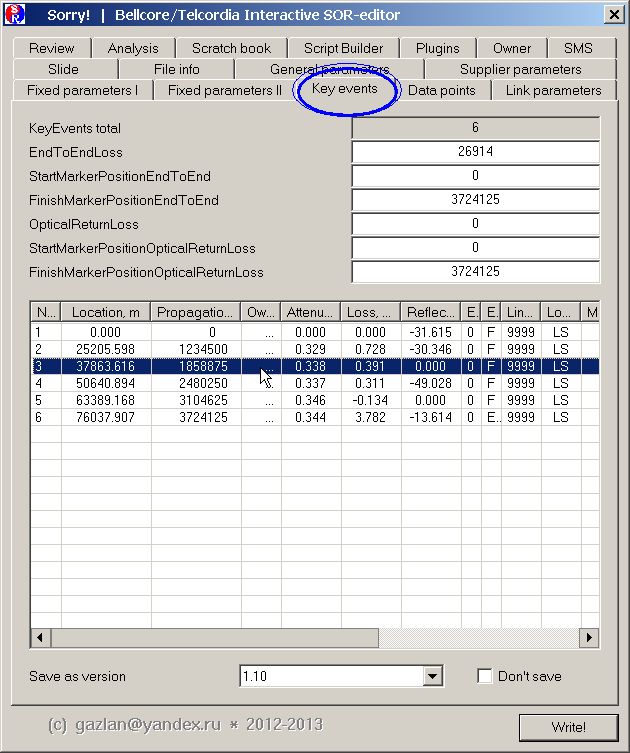 Sorry! | Bellcore/Telcordia Interactive SOR-editor
Review Analysis Scratch book Script Builder Plugins Owner SMS
Slide File info General parameters Supplier parameters
Fixed parameters I Fixed parameters II Key events Data points Link parameters
KeyEvents total 6
EndToEndLoss 26914
StartMarkerPositionEndToEnd 0
FinishMarkerPositionEndToEnd 3724125
OpticalReturnLoss 0
StartMarkerPositionOpticalReturnLoss 0
FinishMarkerPositionOpticalReturnLoss 3724125
N... Location, m Propagatio... Ow... Attenu... Loss, ... Reflec... E. E. Lin... Lo... M
1 0.000 0 ... 0.000 0.000 -31.615 0 F 9999 LS
2 25205.598 1234500 ... 0.329 0.728 -30.346 0 F 9999 LS
3 37863.616 1858875 ... 0.338 0.391 0.000 0 F 9999 LS
4 50640.894 2480250 ... 0.337 0.311 -49.028 0 F 9999 LS
5 63389.168 3104625 ... 0.346 -0.134 0.000 0 F 9999 LS
6 76037.907 3724125 ... 0.344 3.782 -13.614 0 E.. 9999 LS
Save as version 1.10 Don't save
(c) gazlan@yandex.ru * 2012-2013 Write!